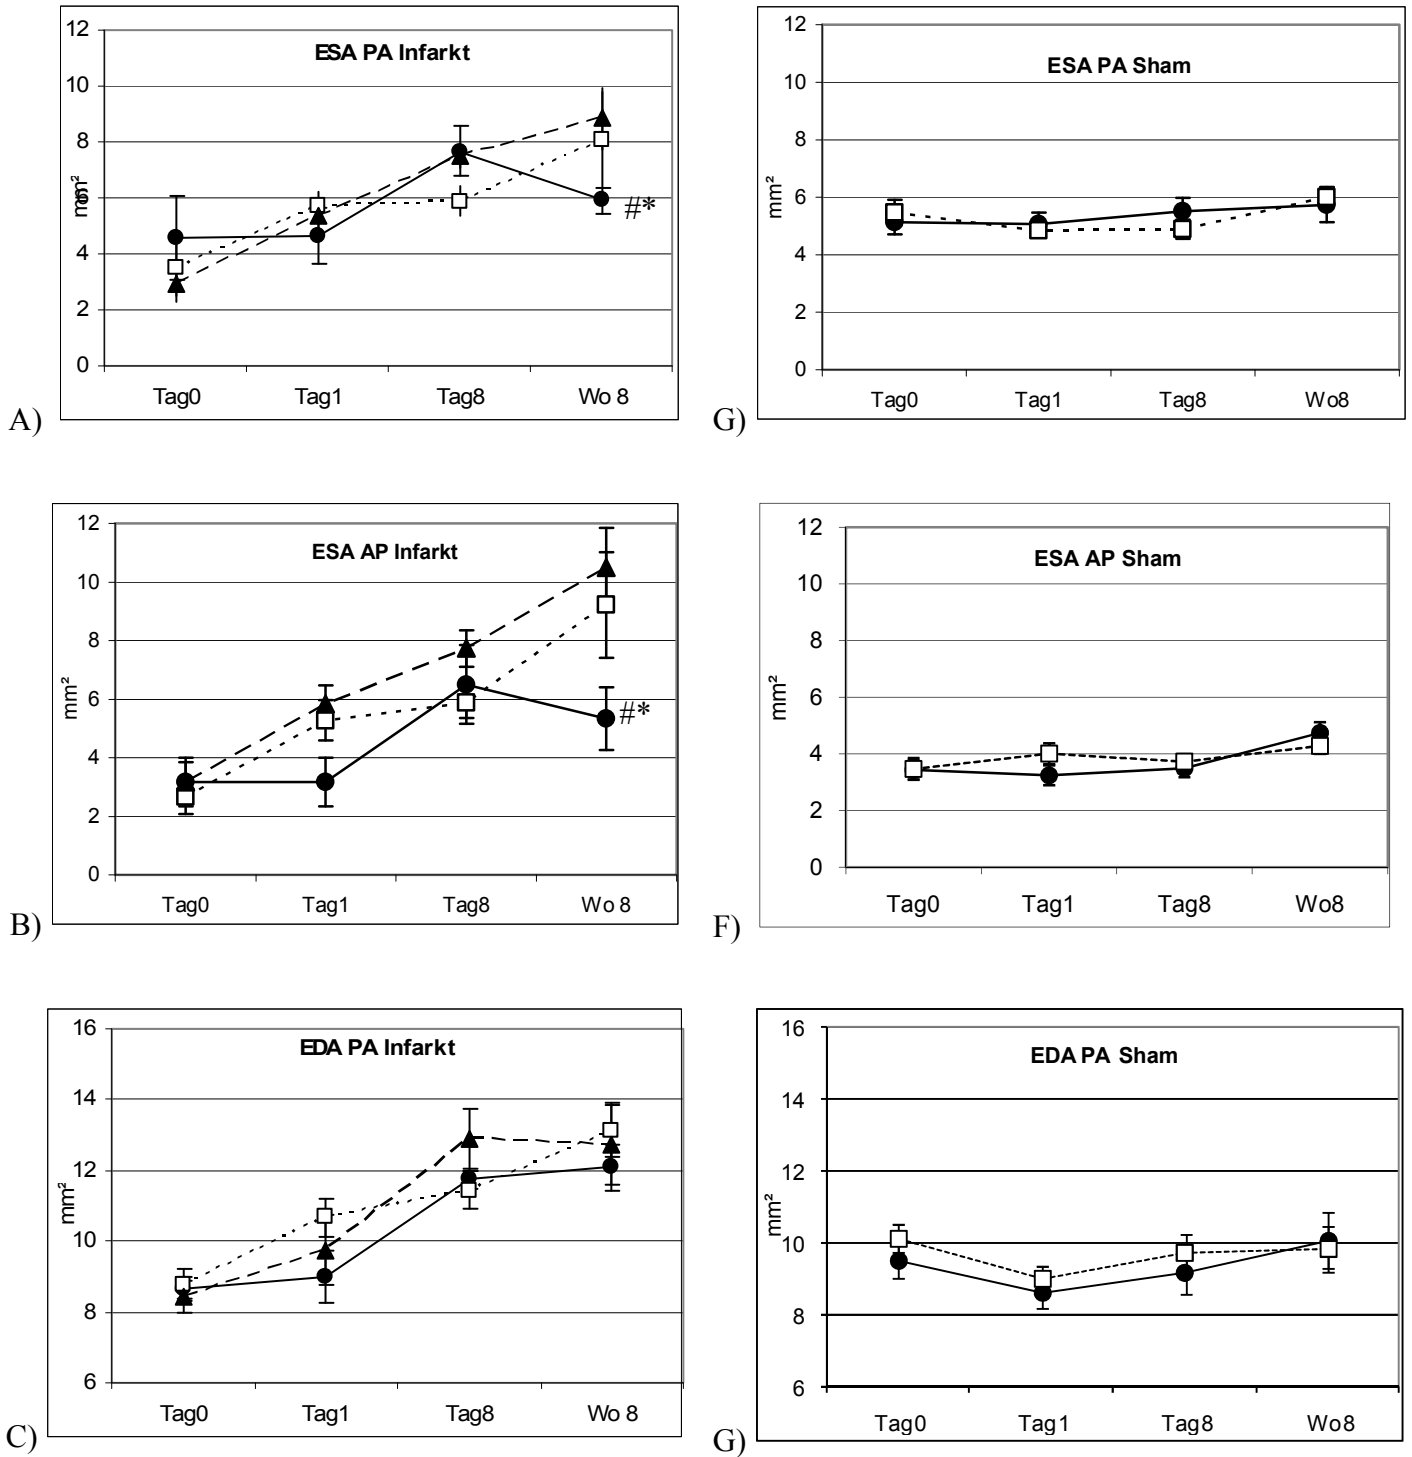 ESA PA Infarkt
12
10
8
6
4
2
0
mm²
#*
Tag0 Tag1 Tag8 Wo 8
A)
ESA PA Sham
12
10
8
6
4
2
0
mm²
Tag0 Tag1 Tag8 Wo8
G)
ESA AP Infarkt
12
10
8
6
4
2
0
mm²
#*
Tag0 Tag1 Tag8 Wo 8
B)
ESA AP Sham
12
10
8
6
4
2
0
mm²
Tag0 Tag1 Tag8 Wo8
F)
EDA PA Infarkt
16
14
12
10
8
6
mm²
Tag0 Tag1 Tag8 Wo 8
C)
EDA PA Sham
16
14
12
10
8
6
mm²
Tag0 Tag1 Tag8 Wo8
G)